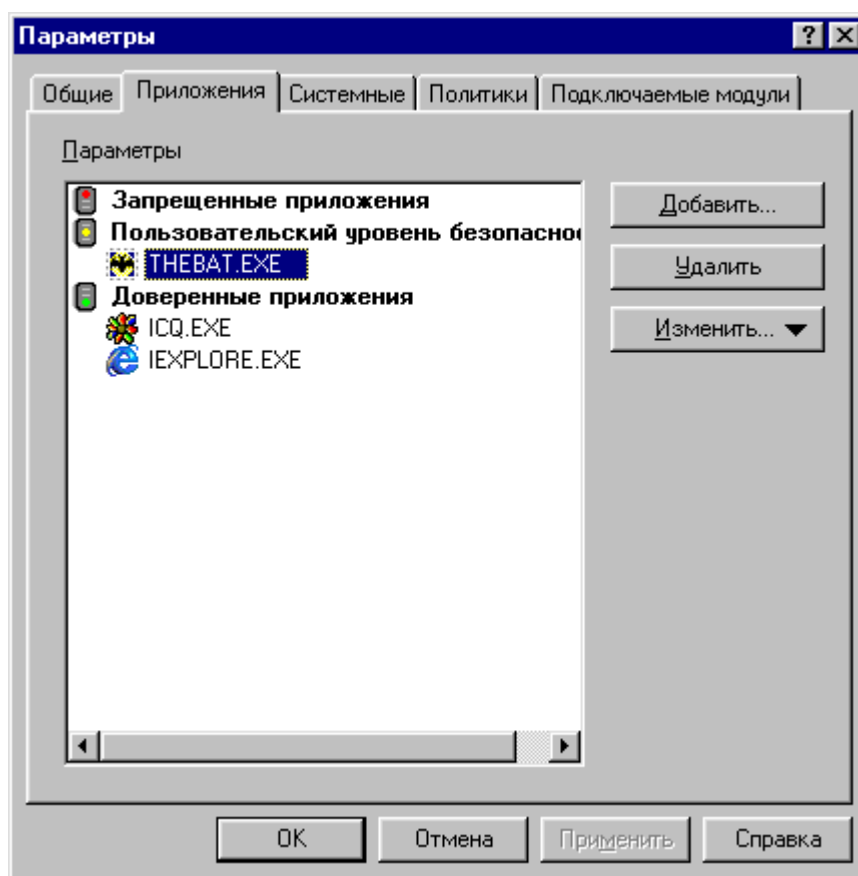 Параметры
Общие Приложения Системные Политики Подключаемые модули
Параметры
Запрещенные приложения
Пользовательский уровень безопасно
THEBAT.EXE
Доверенные приложения
ICQ.EXE
IEXPLORE.EXE
Добавить...
Удалить
Изменить...
OK Отмена Применить Справка